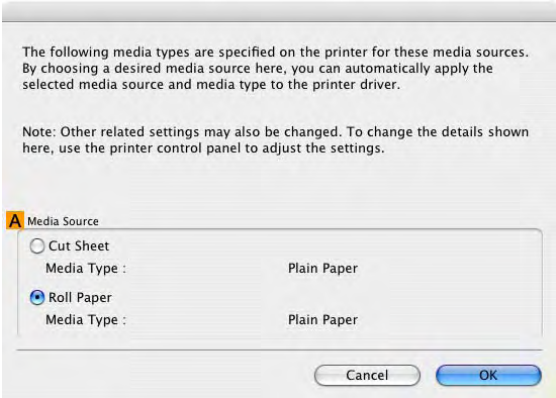 The following media types are specified on the printer for these media sources.
By choosing a desired media source here, you can automatically apply the
selected media source and media type to the printer driver.
Note: Other related settings may also be changed. To change the details shown
here, use the printer control panel to adjust the settings.
A Media Source
Cut Sheet
Media Type : Plain Paper
Roll Paper
Media Type : Plain Paper
Cancel OK